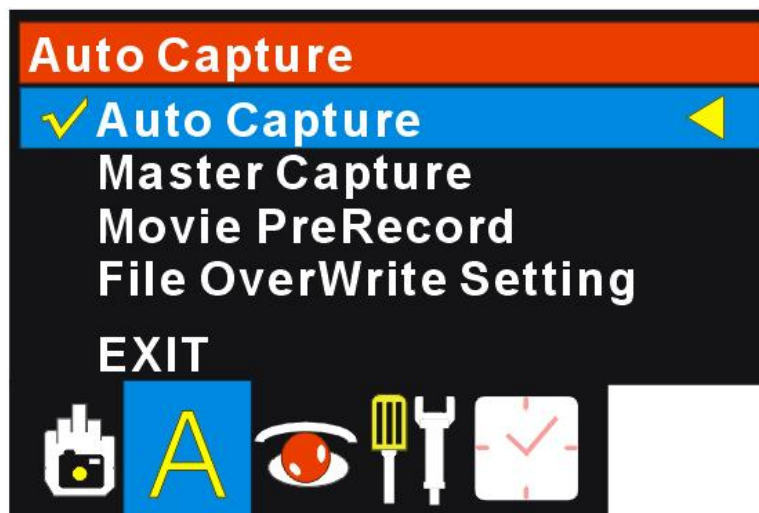 Auto Capture
Auto Capture
Master Capture
Movie PreRecord
File OverWrite Setting
EXIT
A